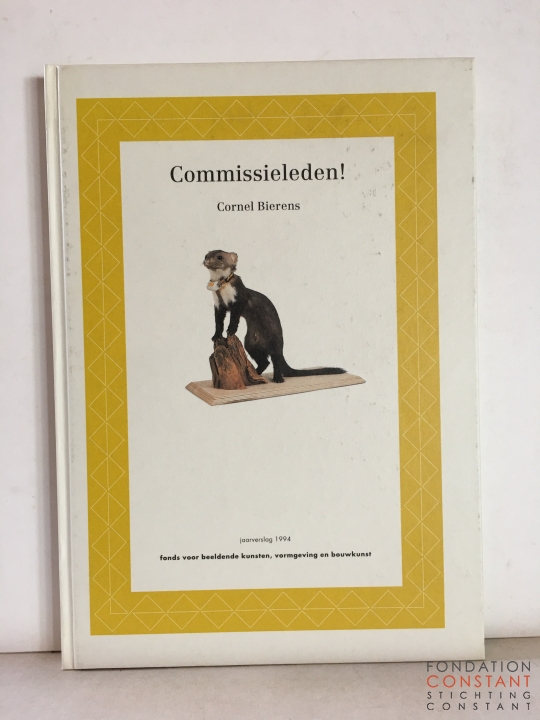 Commissieleden!
Cornel Bierens
jaarverslag 1994
fonds voor beeldende kunsten, vormgeving en bouwkunst
FONDATION
CONSTANT
STICHTING
CONSTANT